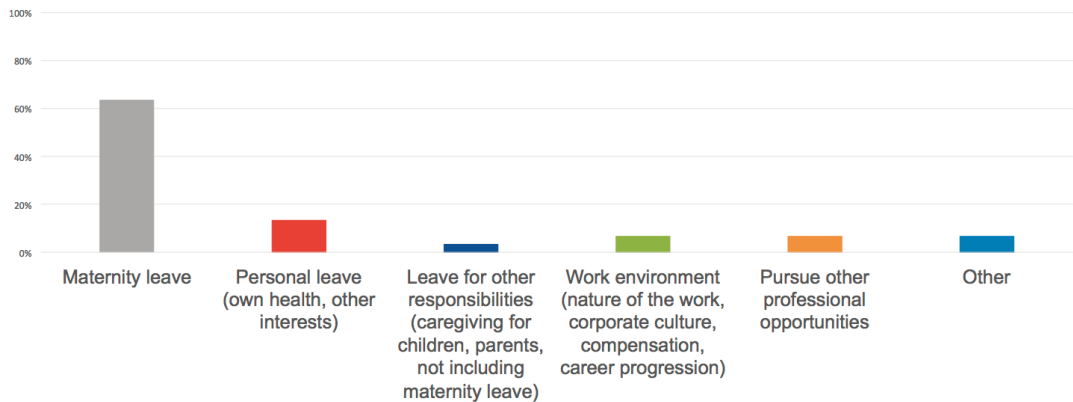 100%
80%
60%
40%
20%
0%
Maternity leave
Personal leave
(own health, other
interests)
Leave for other
responsibilities
(caregiving for
children, parents,
not including
maternity leave)
Work environment
(nature of the work,
corporate culture,
compensation,
career progression)
Pursue other
professional
opportunities
Other